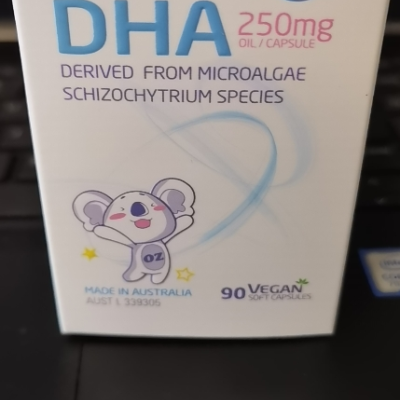 DHA 250mg
OIL / CAPSULE
DERIVED FROM MICROALGAE
SCHIZOCHYTRIUM SPECIES
OZ
MADE IN AUSTRALIA
AUST L 339305
90 VEGAN
SOFT CAPSULES